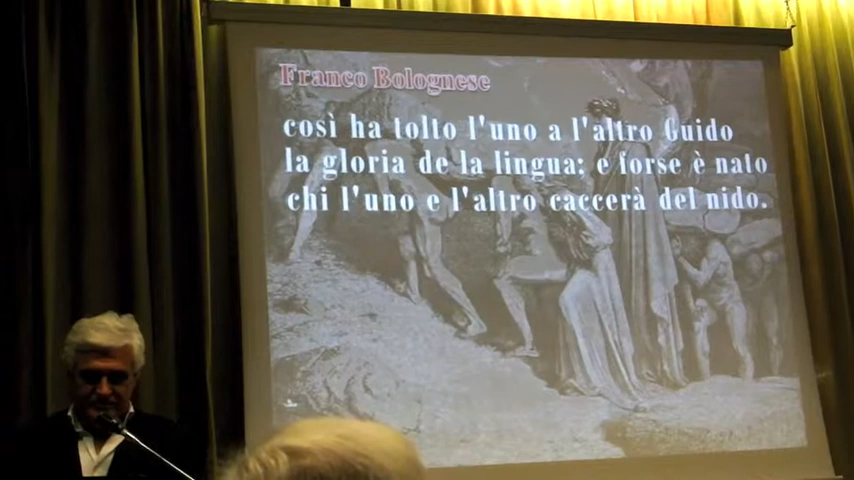 Franco Bolognese
così ha tolto l'uno a l'altro Guido
la gloria de la lingua; e forse è nato
chi l'uno e l'altro caccerà del nido.